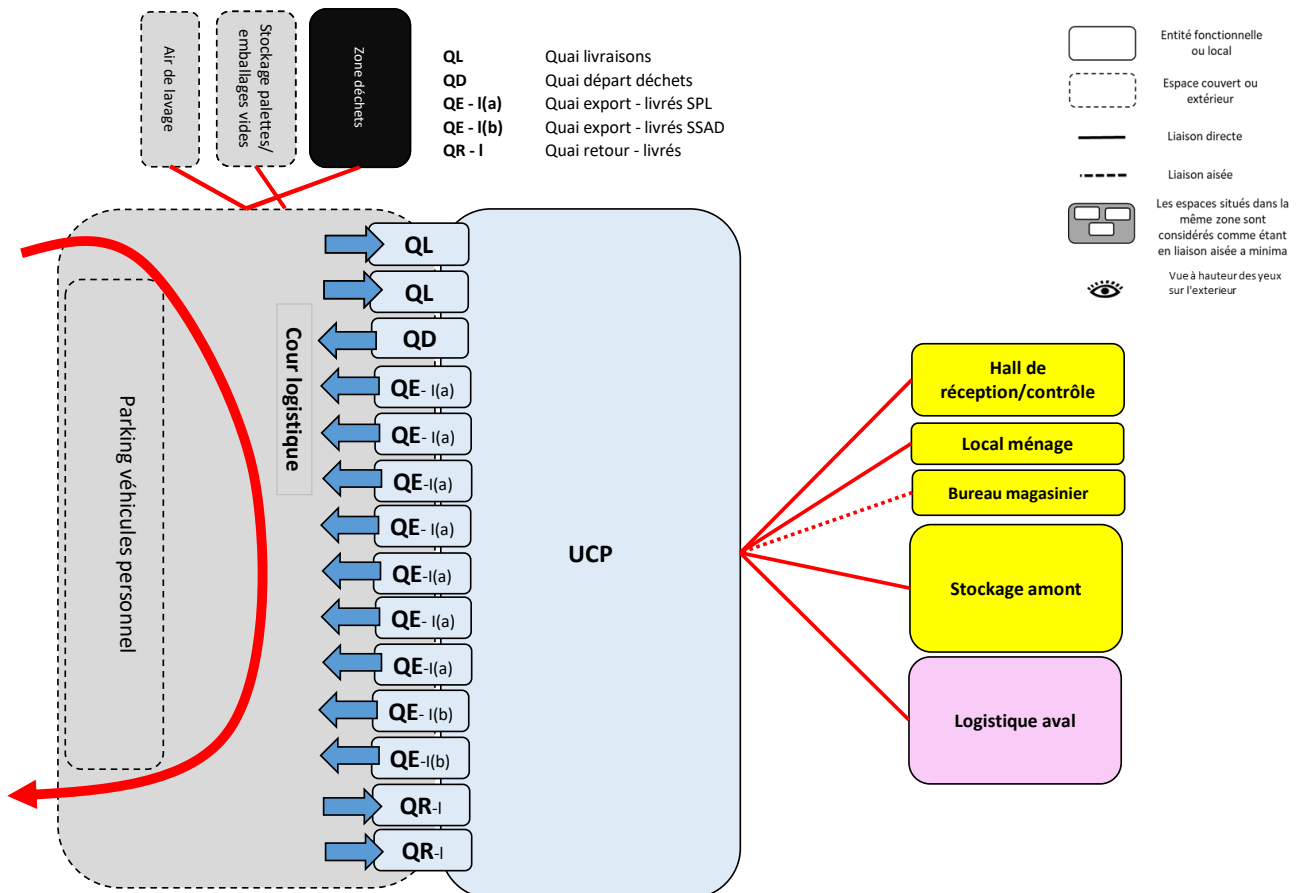 Air de lavage
Stockage palettes/
emballages vides
Zone déchets
QL Quai livraisons
QD Quai départ déchets
QE - l(a) Quai export - livrés SPL
QE - l(b) Quai export - livrés SSAD
QR - l Quai retour - livrés
Entité fonctionnelle
ou local
Espace couvert ou
extérieur
Liaison directe
Liaison aisée
Les espaces situés dans la
même zone sont
considérés comme étant
en liaison aisée a minima
Vue à hauteur des yeux
sur l'exterieur
Parking véhicules personnel
Cour logistique
QL
QL
QD
QE- l(a)
QE- l(a)
QE-l(a)
QE- l(a)
QE-l(a)
QE- l(a)
QE-l(a)
QE- l(b)
QE-l(b)
QR-l
QR-l
UCP
Hall de
réception/contrôle
Local ménage
Bureau magasinier
Stockage amont
Logistique aval